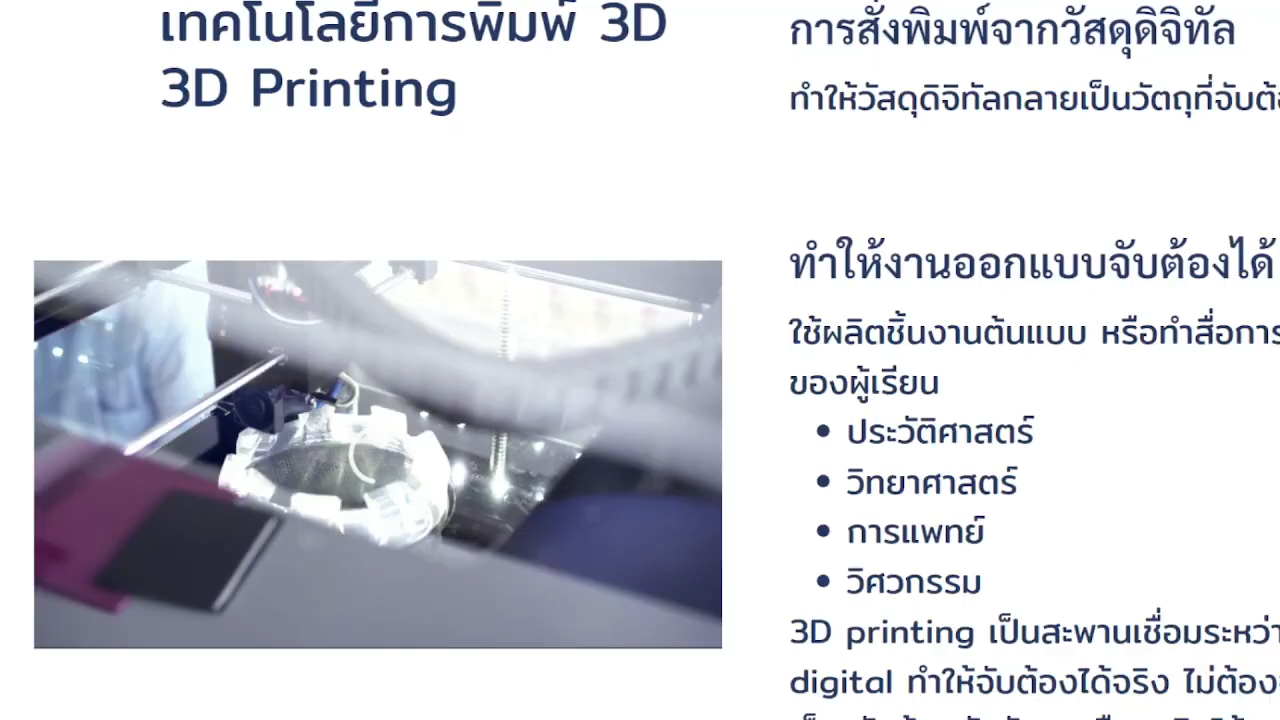 เทคโนโลยีการพิมพ์ 3D
3D Printing
การสั่งพิมพ์จากวัสดุดิจิทัล
ทำให้วัสดุดิจิทัลกลายเป็นวัตถุที่จับ
ทำให้งานออกแบบจับต้องได้
ใช้ผลิตชิ้นงานต้นแบบ หรือทำสื่อ
ของผู้เรียน
• ประวัติศาสตร์
• วิทยาศาสตร์
• การแพทย์
• วิศวกรรม
3D printing เป็นสะพานเชื่อม
digital ทำให้จับต้องได้จริง ไม่ต้อง